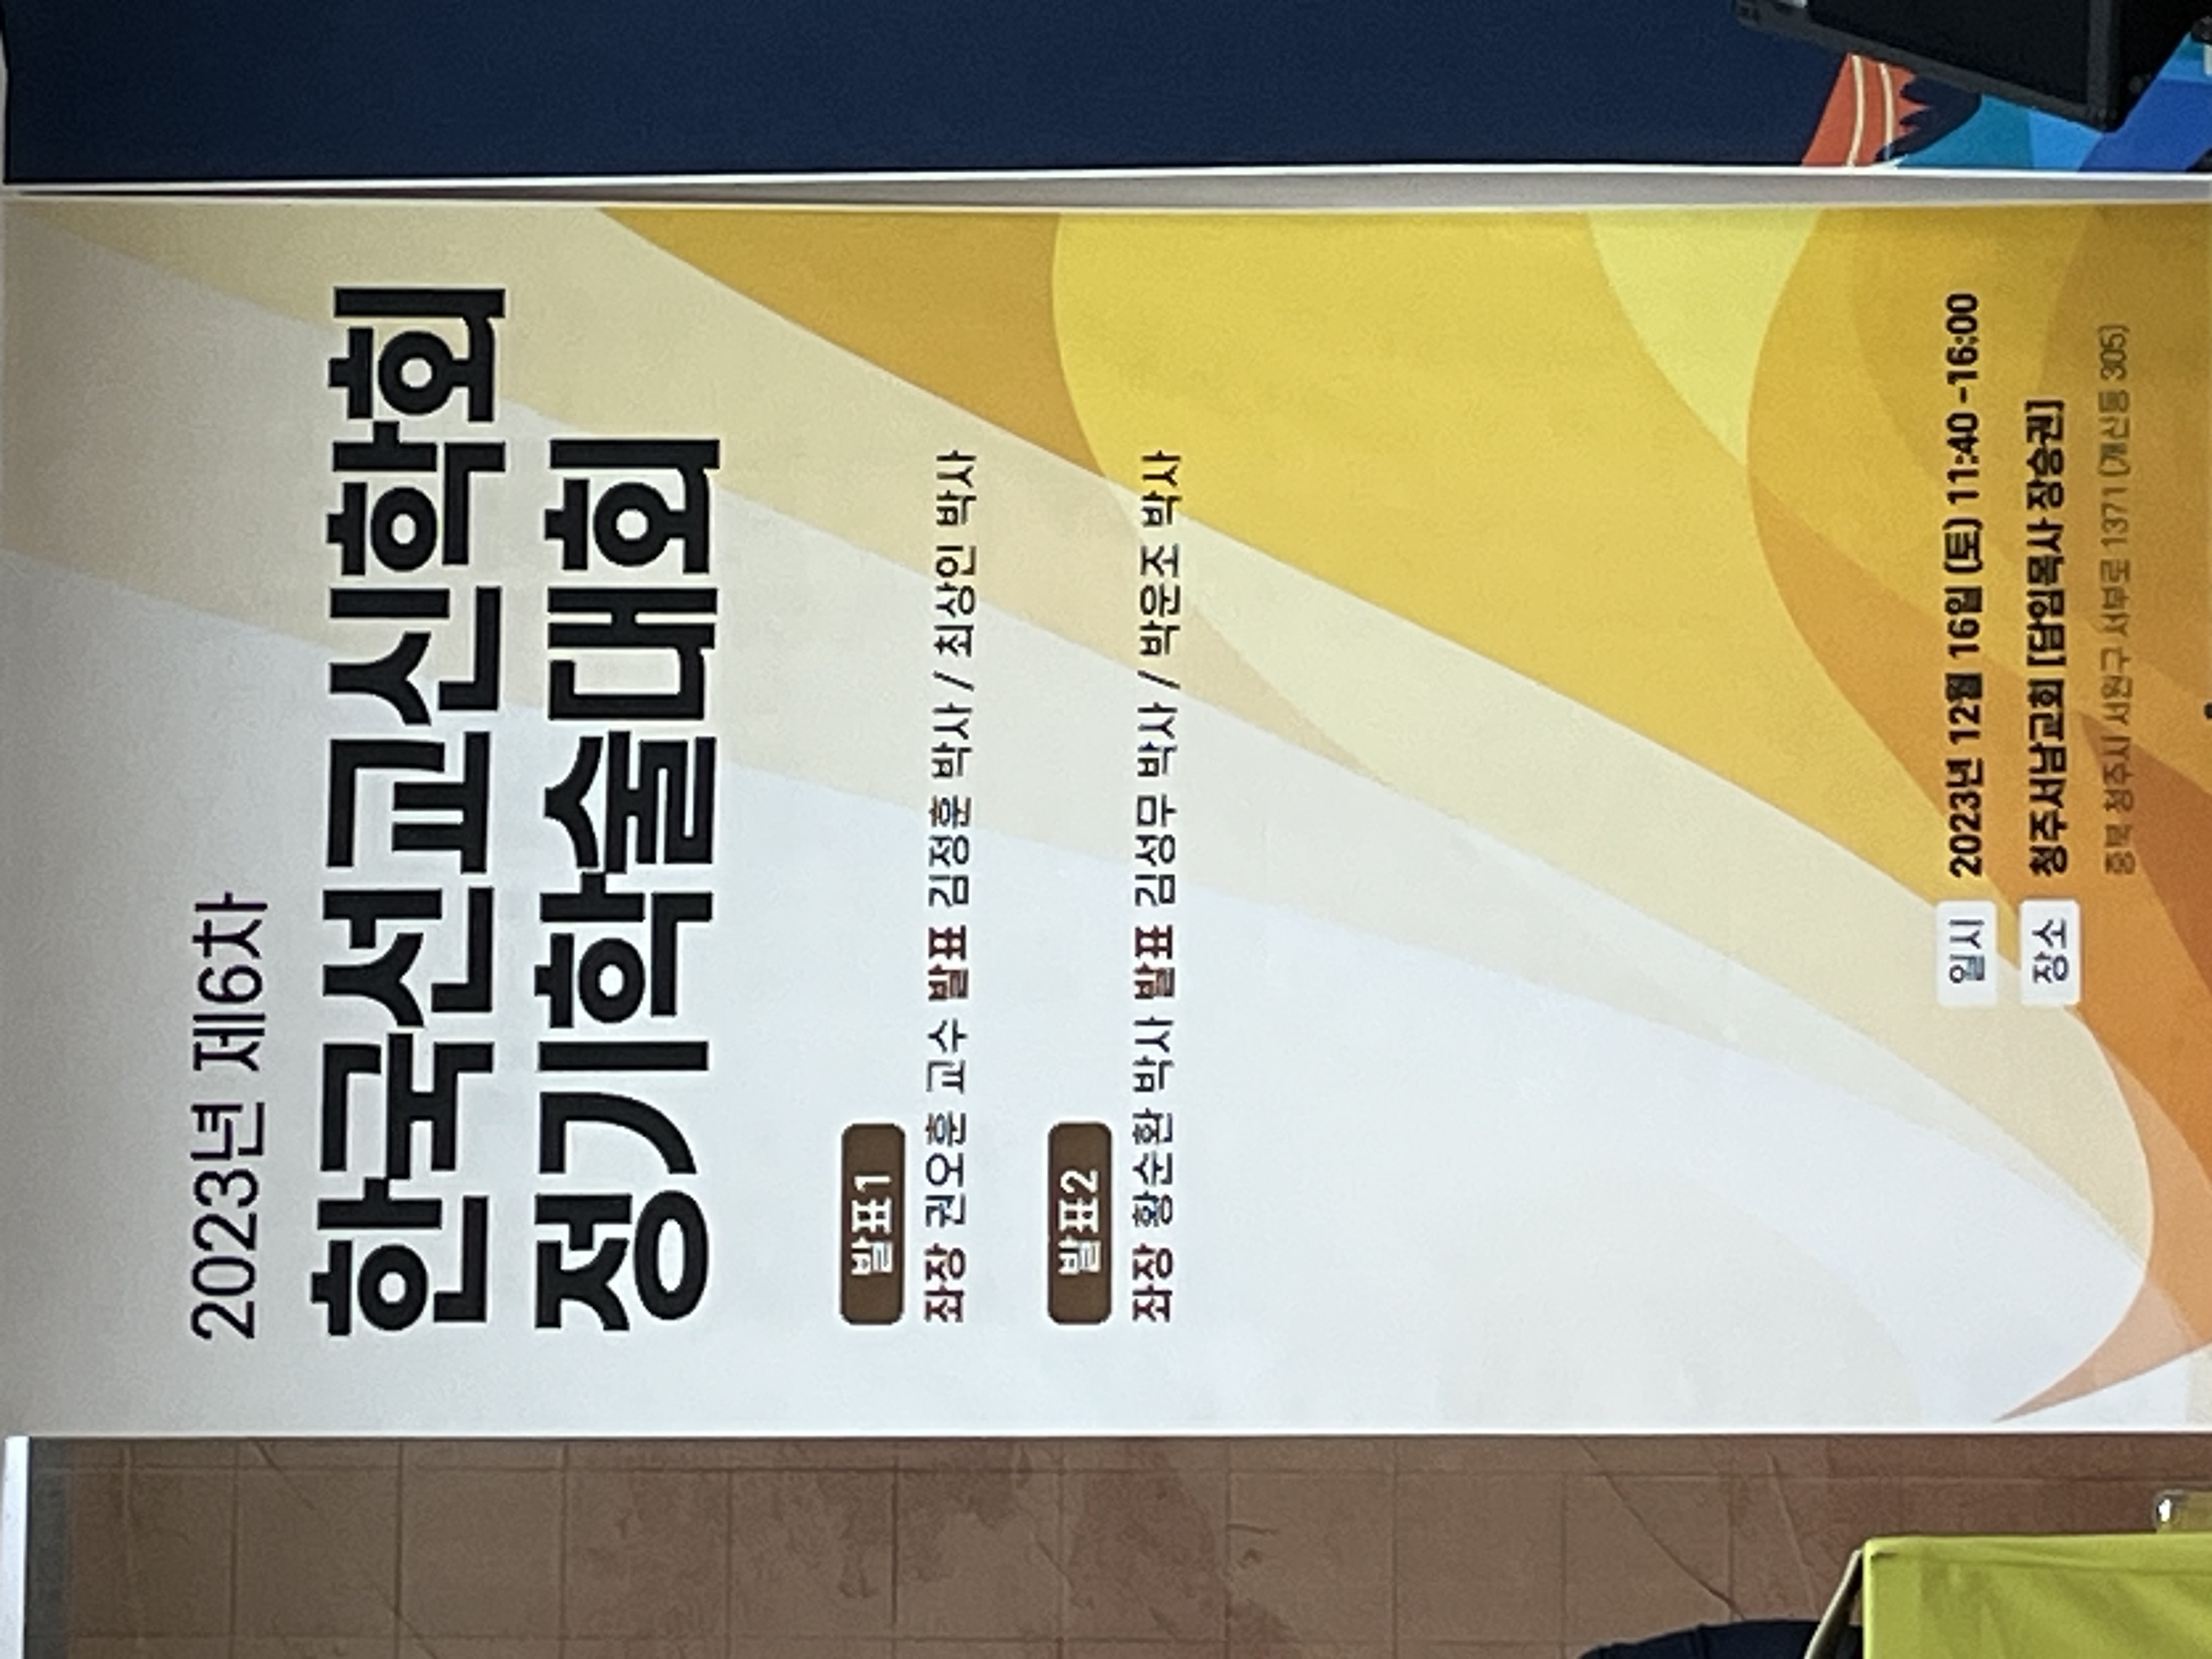 2023년 제6차
한국선교신학회
정기학술대회
발표1
좌장 권오훈 교수 발표 김정훈 박사 / 최상인 박사
발표2
좌장 황순환 박사 발표 김성무 박사 / 박운조 박사
일시 2023년 12월 16일 (토) 11:40 -16:00
장소 청주서남교회 [담임목사 장승권]
충북 청주시 서원구 서부로 1371 (개신동 305)